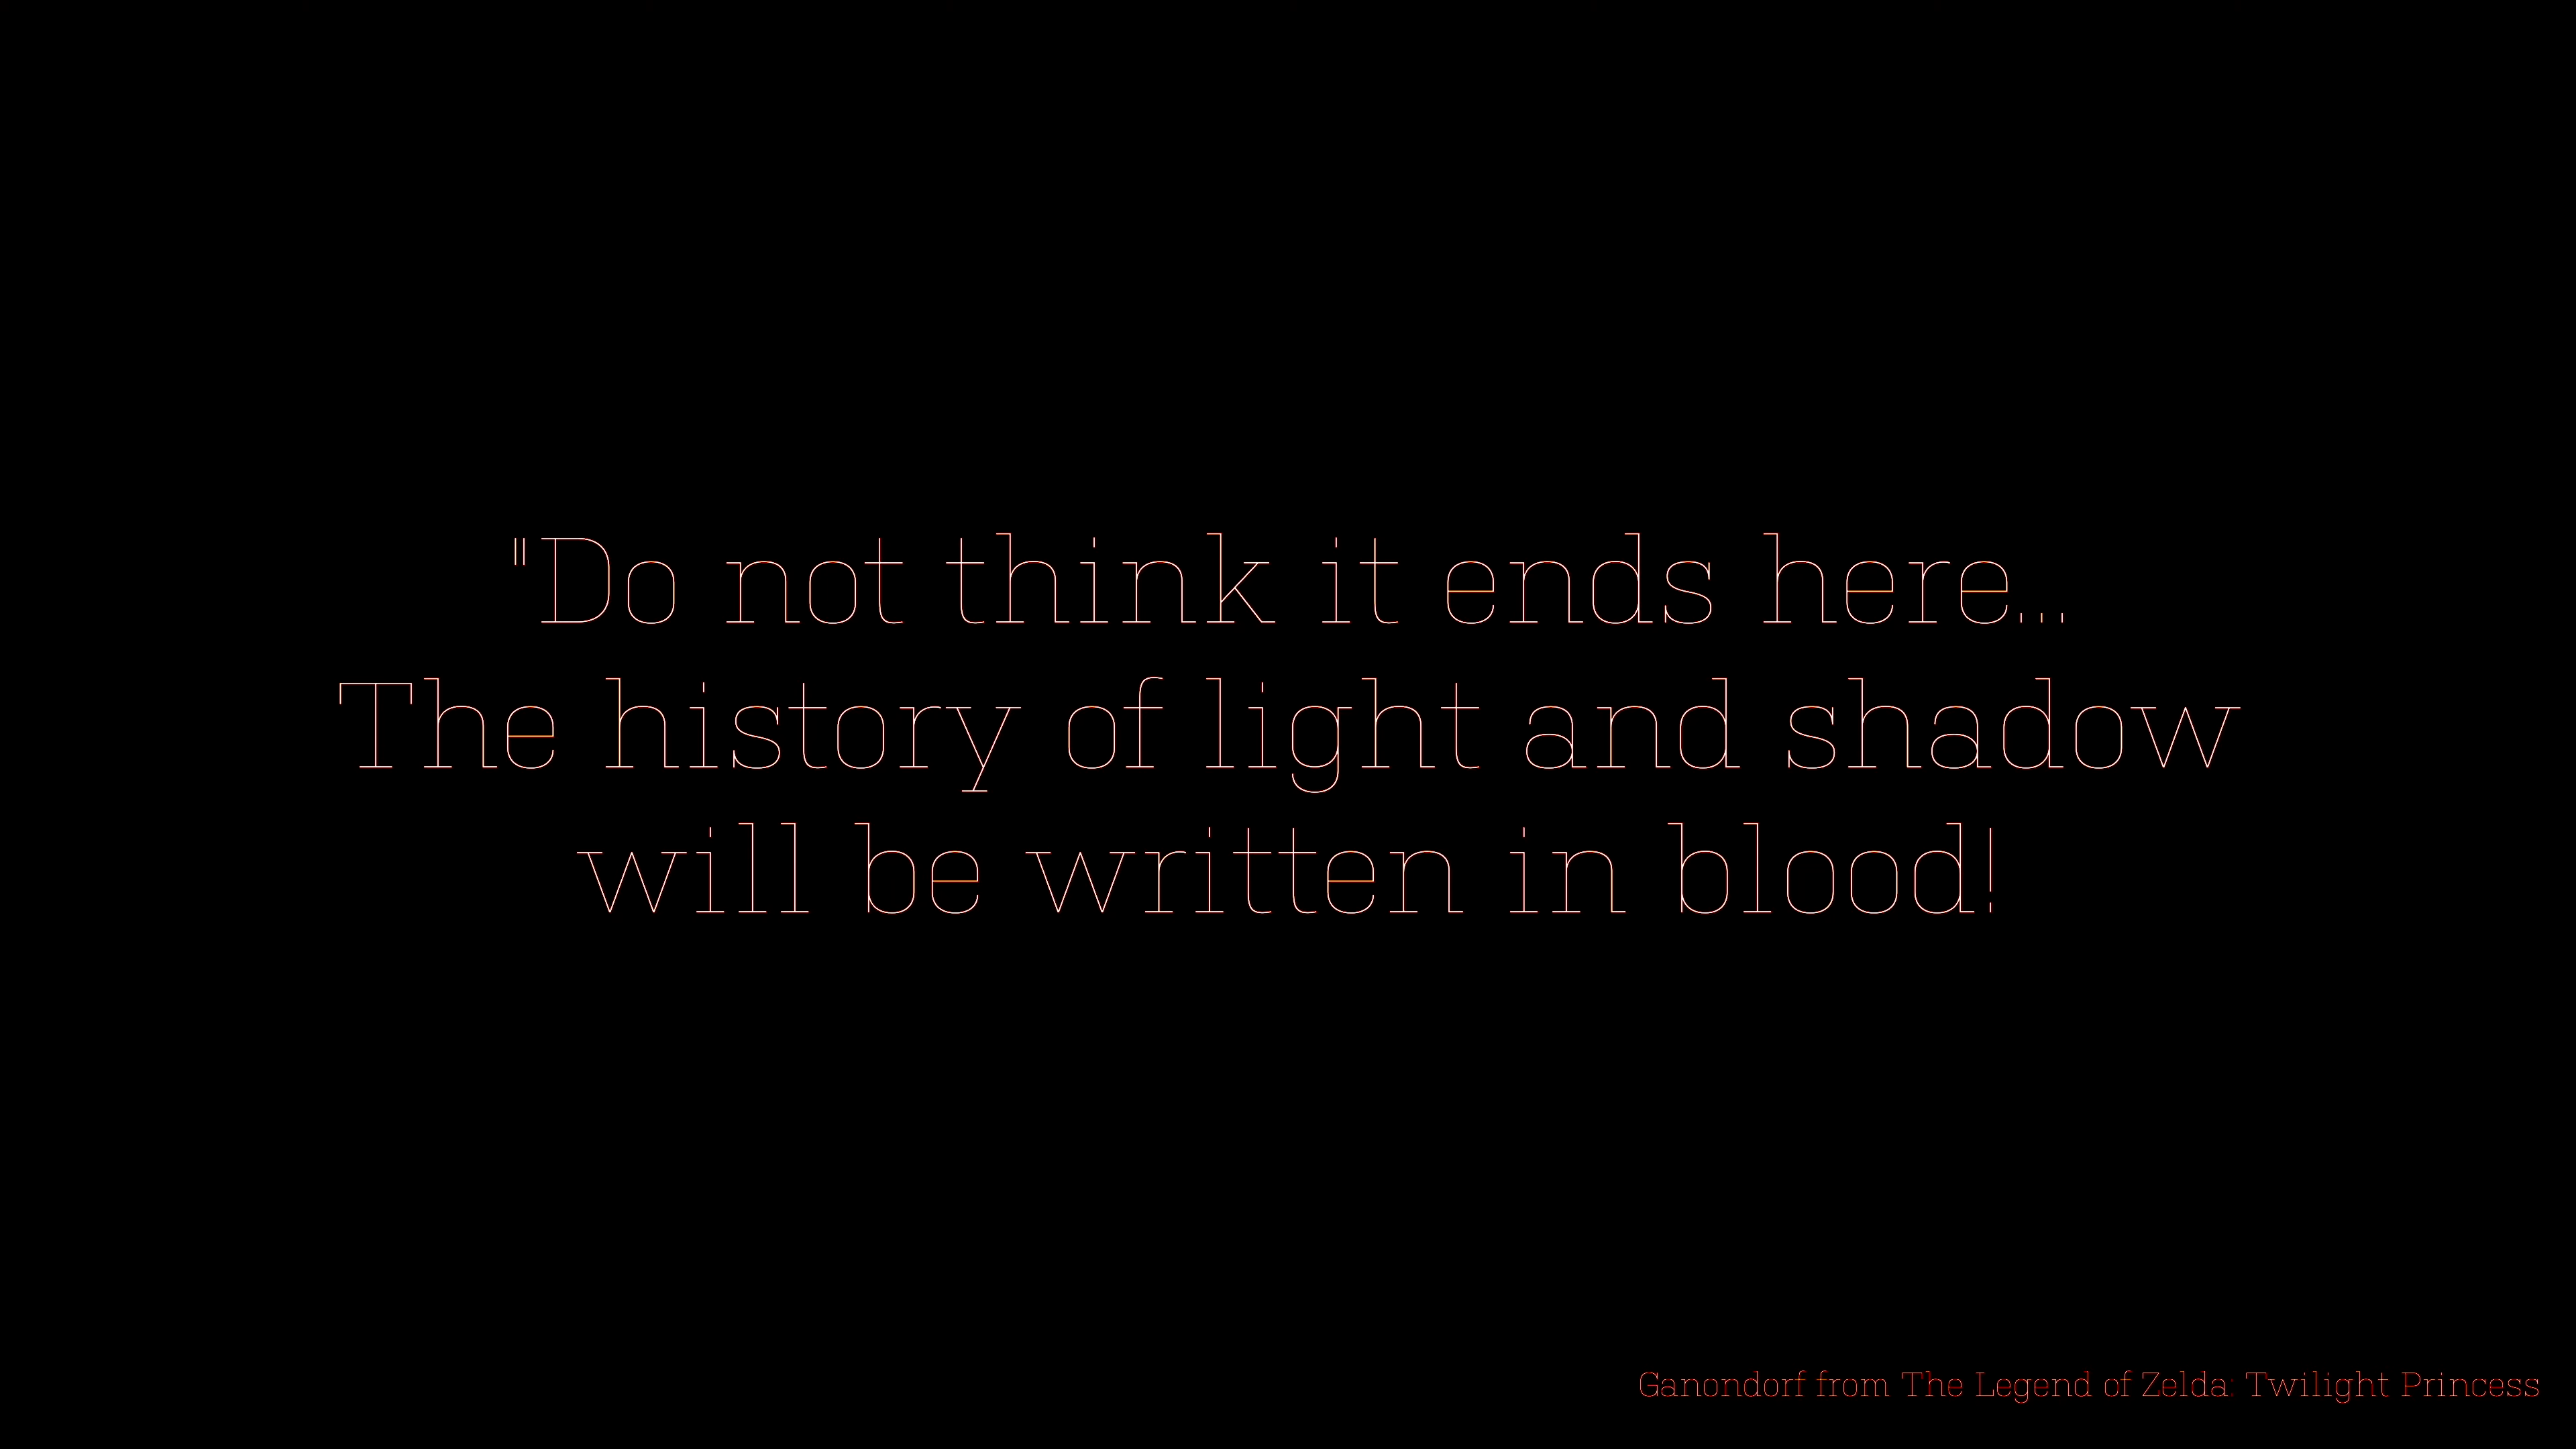 "Do not think it ends here...
The history of light and shadow
will be written in blood!
Ganondorf from The Legend of Zelda: Twilight Princess